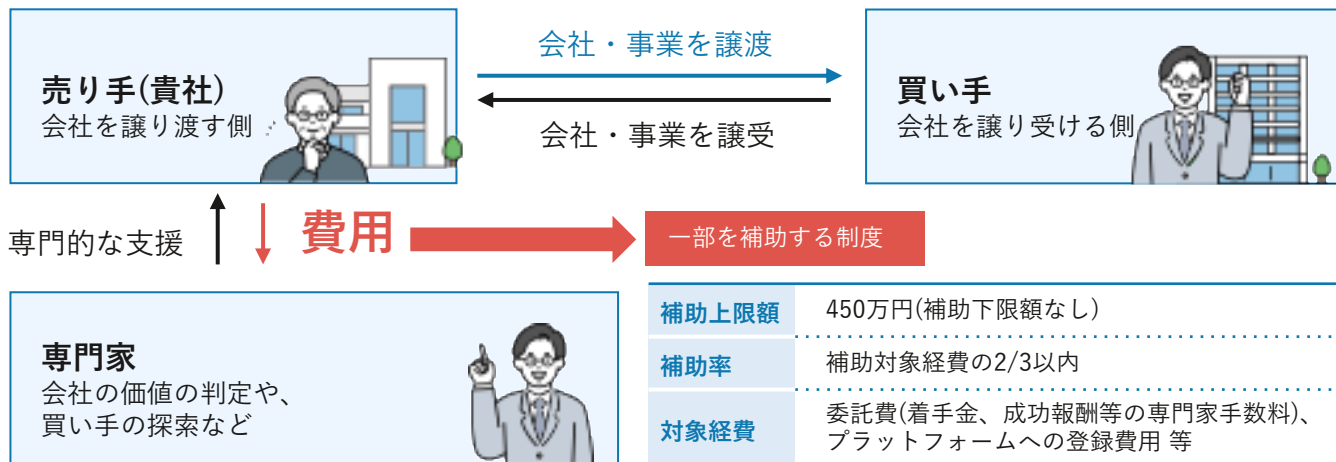 売り手(貴社)
会社を譲り渡す側
会社・事業を譲渡
会社・事業を譲受
買い手
会社を譲り受ける側
専門的な支援
費用
一部を補助する制度
専門家
会社の価値の判定や、
買い手の探索など
補助上限額
450万円(補助下限額なし)
補助率
補助対象経費の2/3以内
対象経費
委託費(着手金、成功報酬等の専門家手数料)、
プラットフォームへの登録費用 等